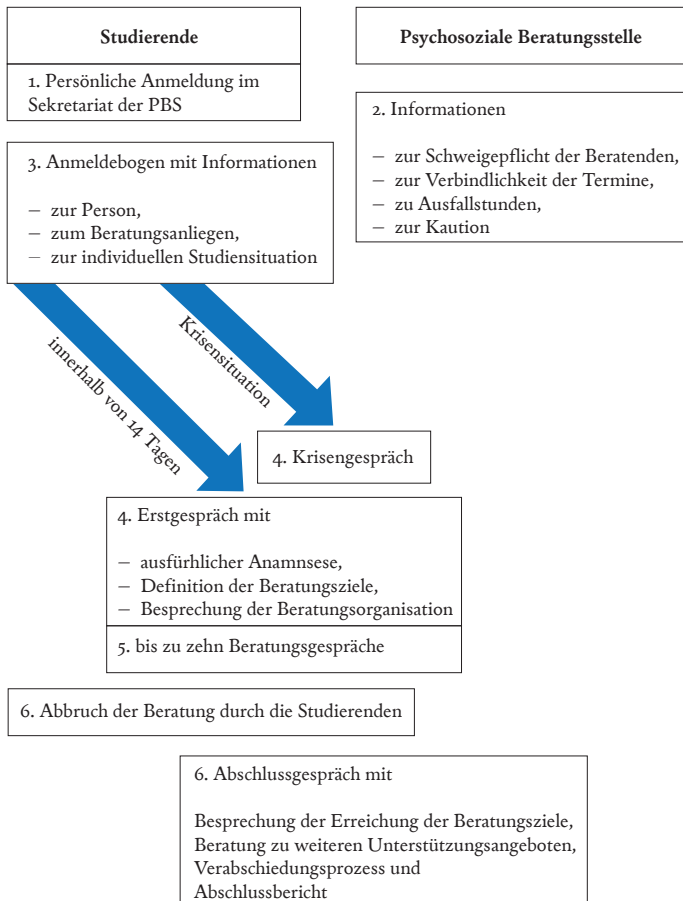 Studierende
Psychosoziale Beratungsstelle
1. Persönliche Anmeldung im
Sekretariat der PBS
2. Informationen
– zur Schweigepflicht der Beratenden,
– zur Verbindlichkeit der Termine,
– zu Ausfallstunden,
– zur Kaution
3. Anmeldebogen mit Informationen
– zur Person,
– zum Beratungsanliegen,
– zur individuellen Studiensituation
innerhalb von 14 Tagen
Krisensituation
4. Krisengespräch
4. Erstgespräch mit
– ausfürhlicher Anamnsese,
– Definition der Beratungsziele,
– Besprechung der Beratungsorganisation
5. bis zu zehn Beratungsgespräche
6. Abbruch der Beratung durch die Studierenden
6. Abschlussgespräch mit
Besprechung der Erreichung der Beratungsziele,
Beratung zu weiteren Unterstützungsangeboten,
Verabschiedungsprozess und
Abschlussbericht